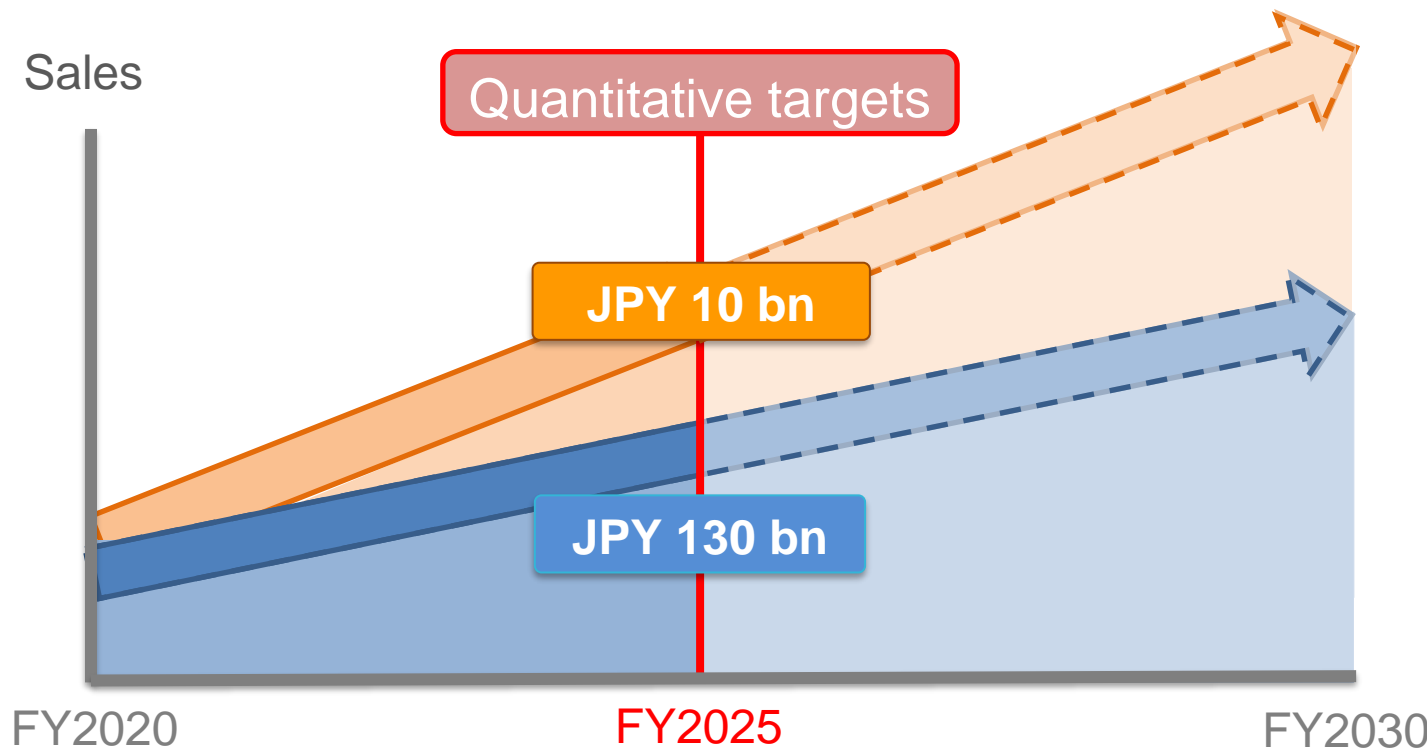 Sales
Quantitative targets
JPY 10 bn
JPY 130 bn
FY2020
FY2025
FY2030